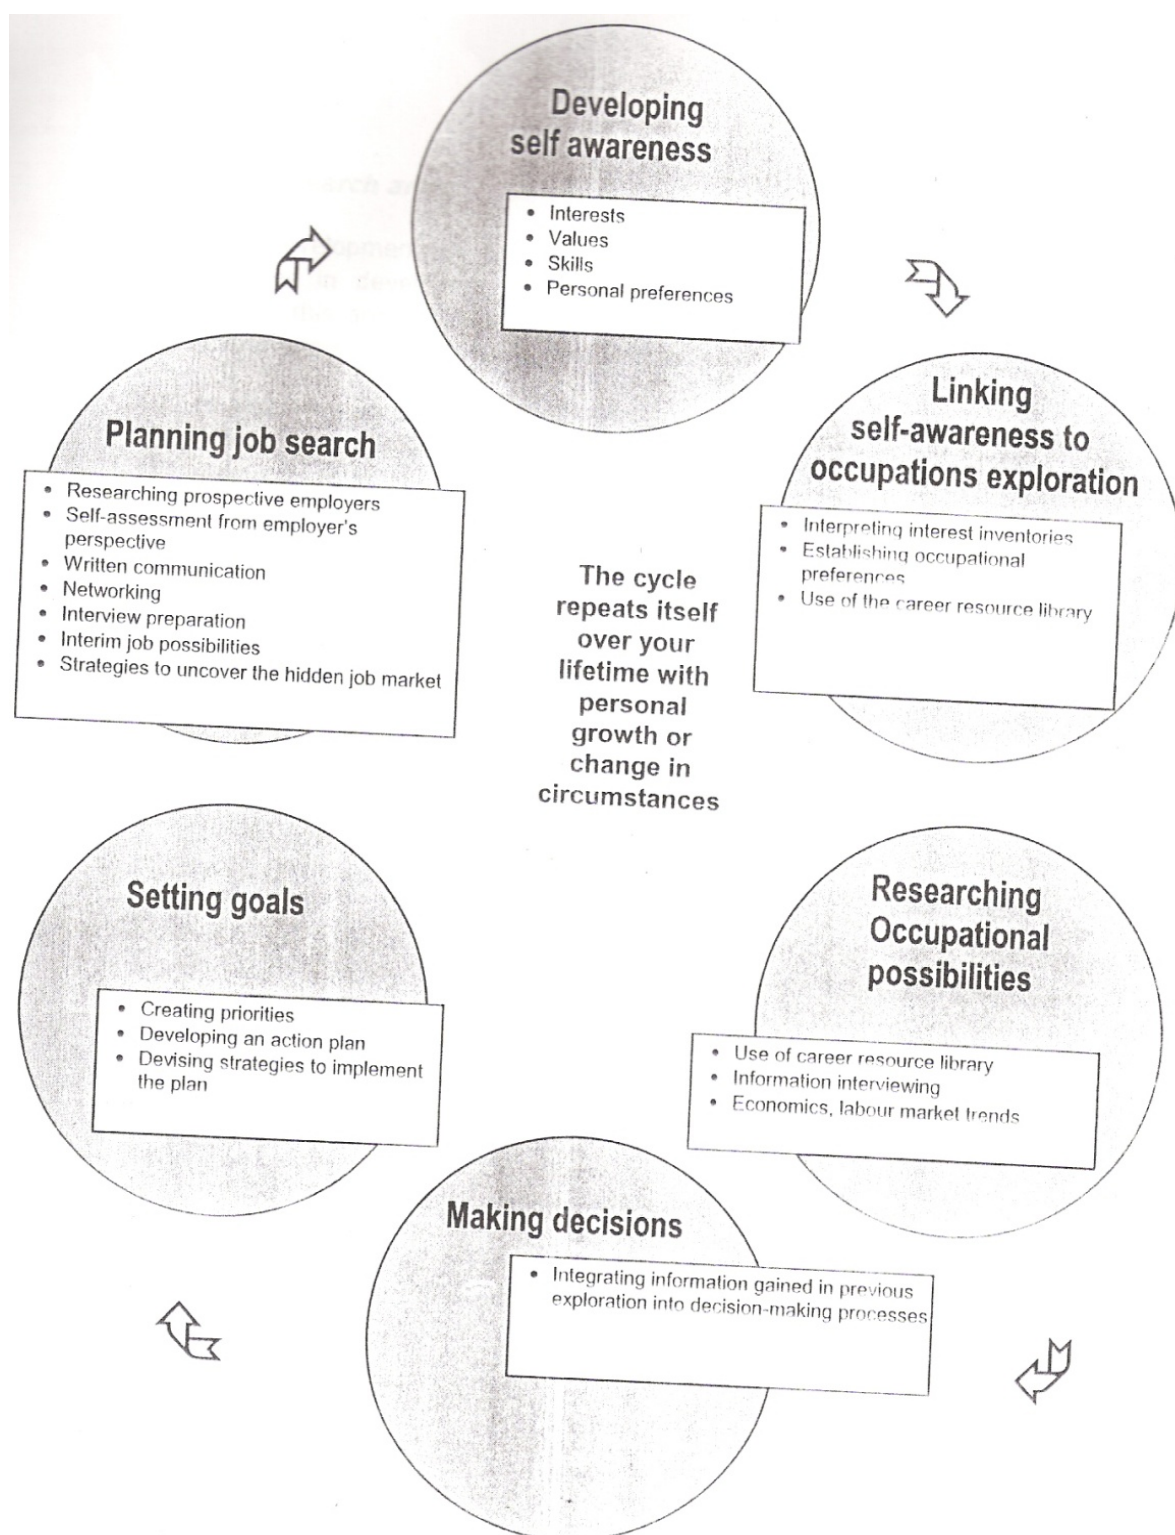 Developing
self awareness
• Interests
• Values
• Skills
• Personal preferences
Linking
self-awareness to
occupations exploration
• Interpreting interest inventories
• Establishing occupational
preferences
• Use of the career resource library
Researching
Occupational
possibilities
• Use of career resource library
• Information interviewing
• Economics, labour market trends
Making decisions
• Integrating information gained in previous
exploration into decision-making processes
Setting goals
• Creating priorities
• Developing an action plan
• Devising strategies to implement
the plan
Planning job search
• Researching prospective employers
• Self-assessment from employer's
perspective
• Written communication
• Networking
• Interview preparation
• Interim job possibilities
• Strategies to uncover the hidden job market
The cycle
repeats itself
over your
lifetime with
personal
growth or
change in
circumstances